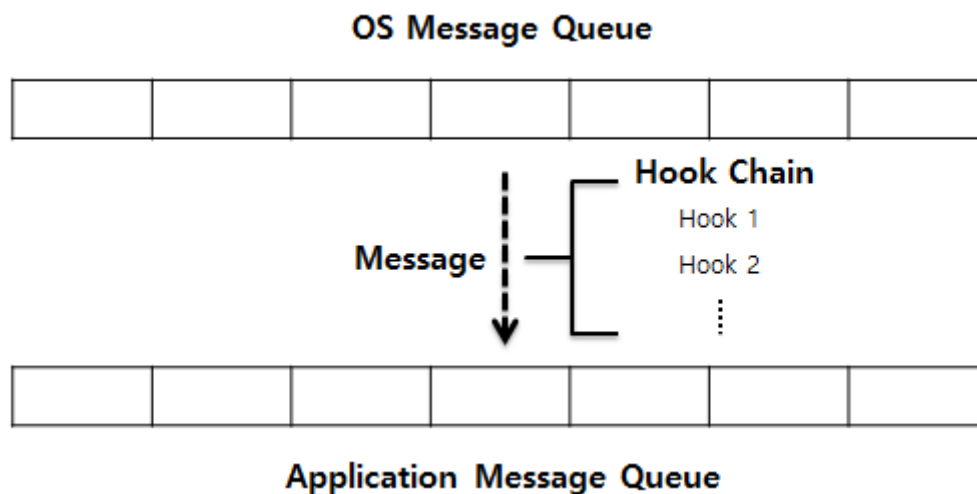 OS Message Queue
Hook Chain
Hook 1
Message
Hook 2
Application Message Queue